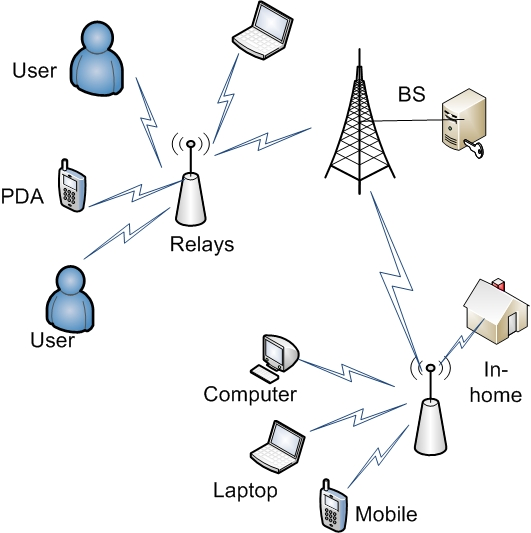 User
BS
PDA
Relays
User
In-
home
Computer
Laptop
Mobile